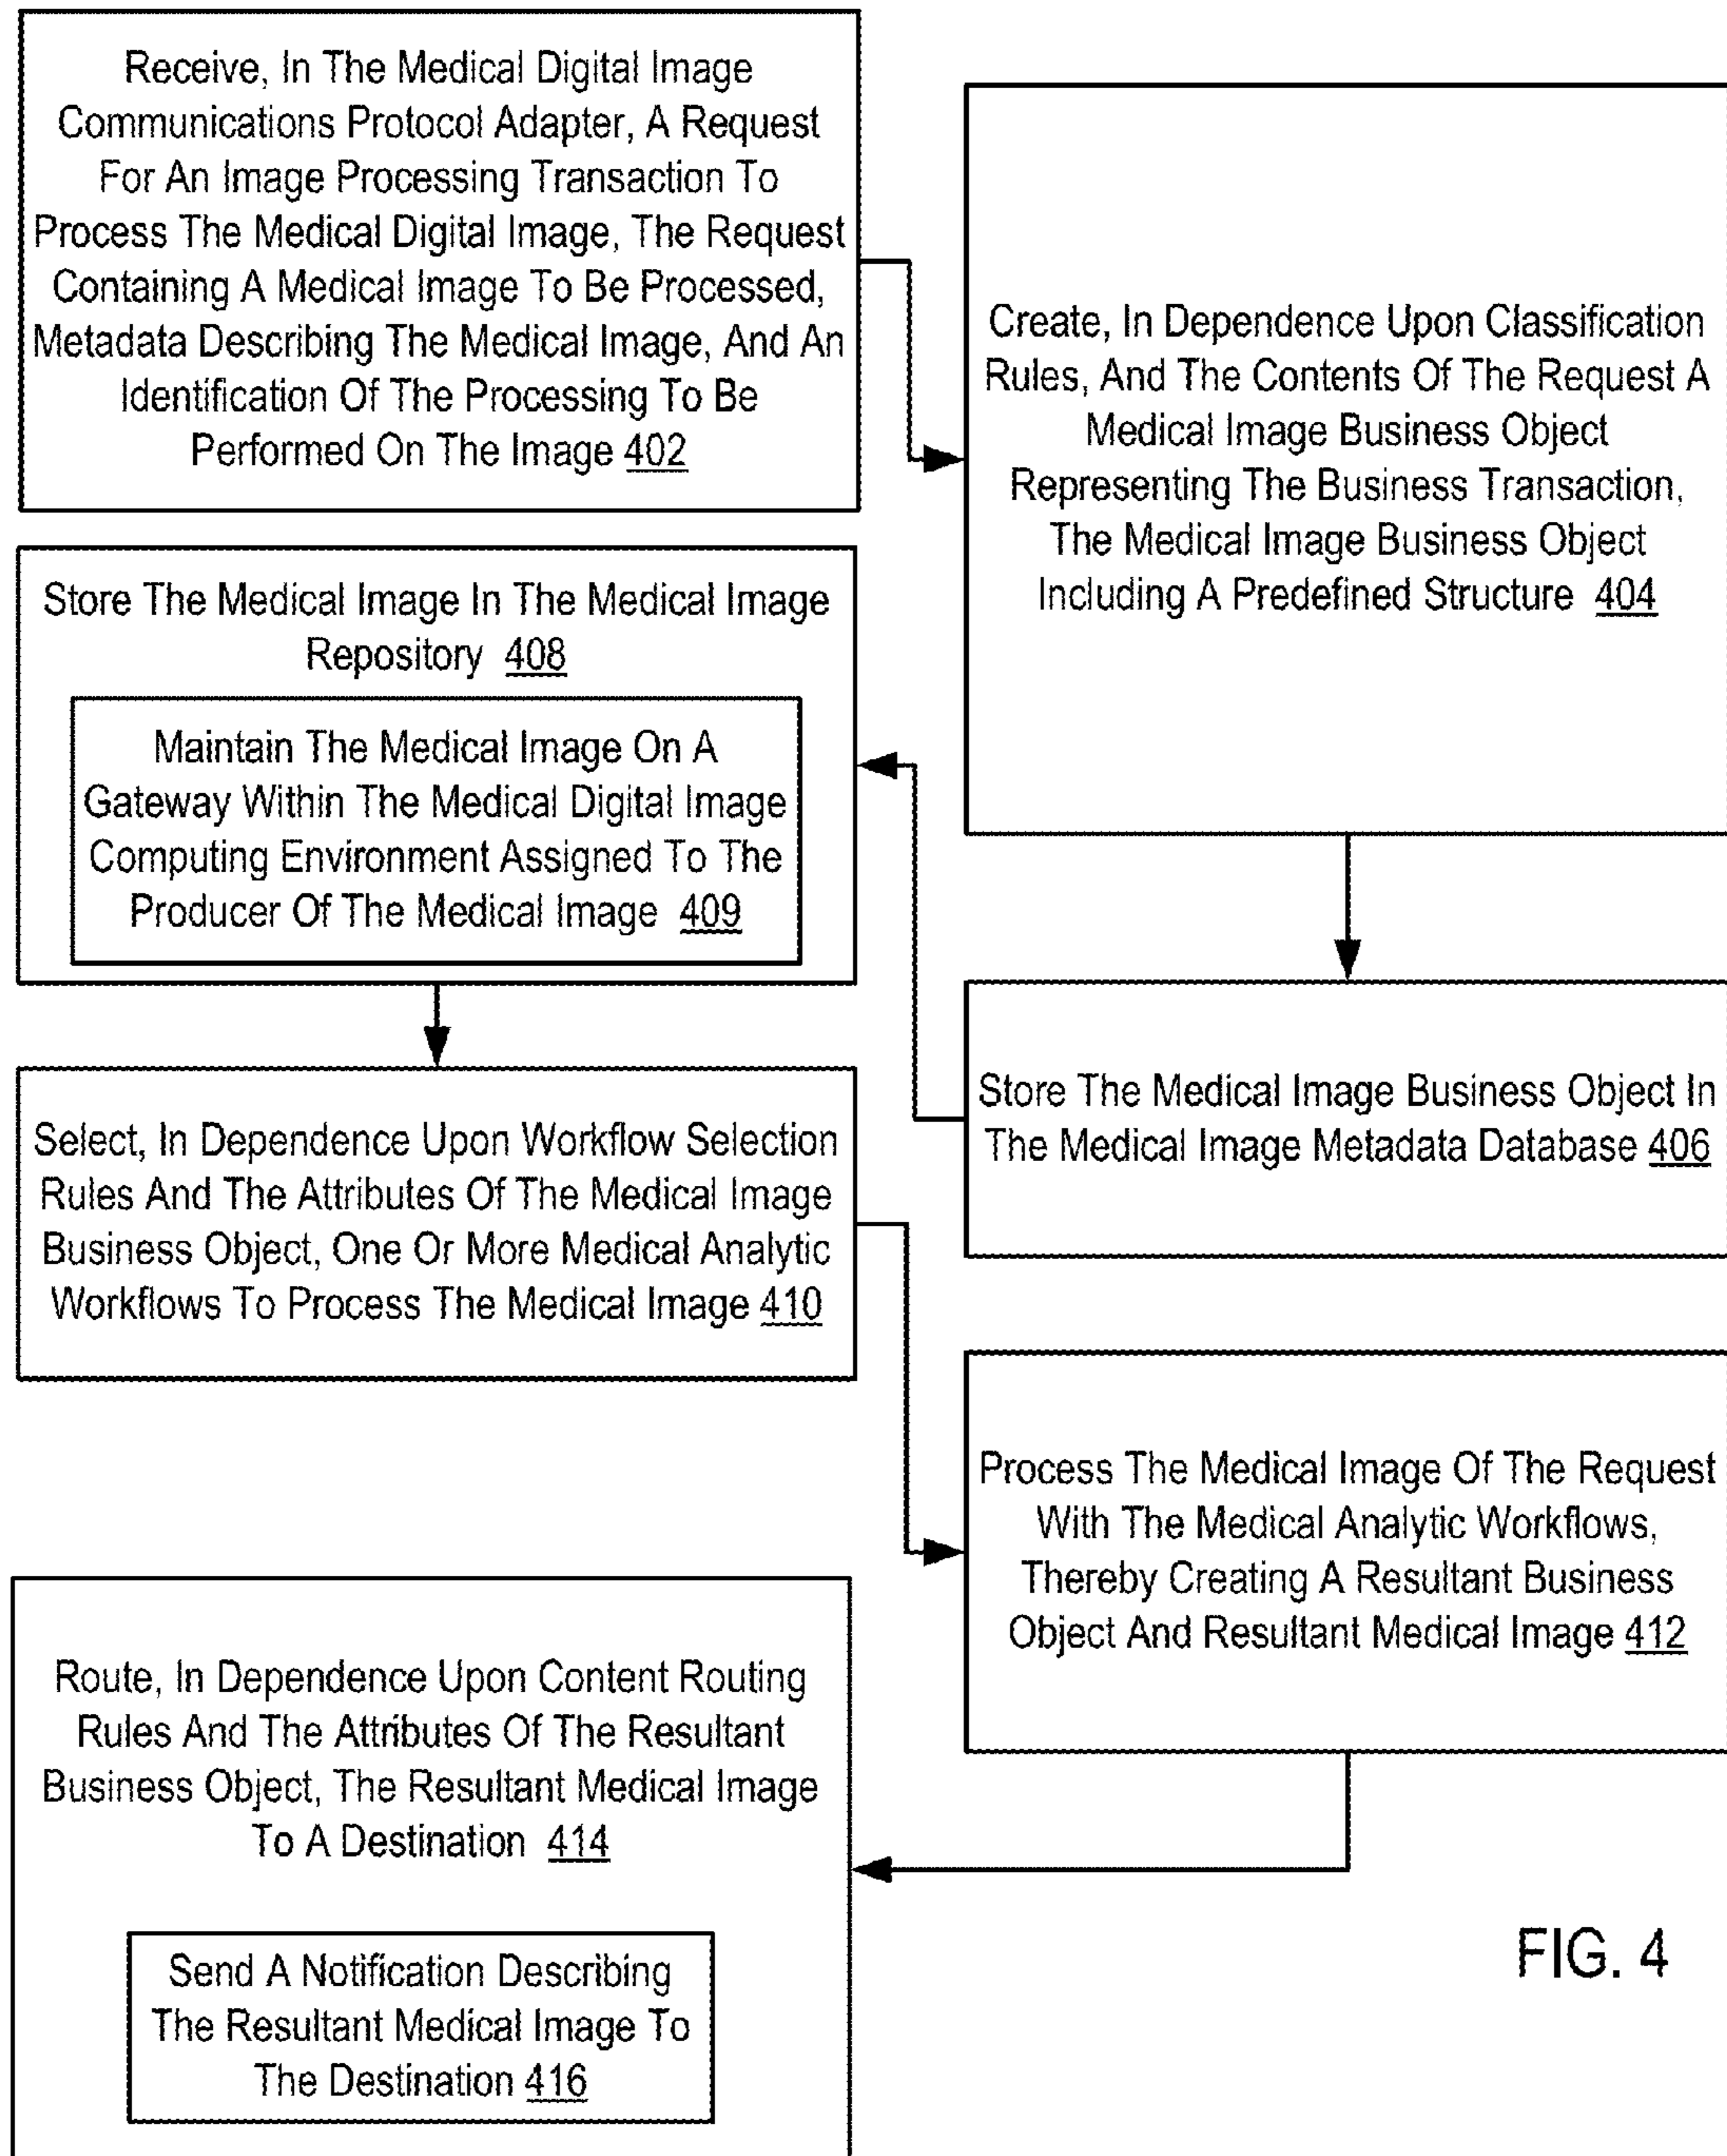 Receive, In The Medical Digital Image
Communications Protocol Adapter, A Request
For An Image Processing Transaction To
Process The Medical Digital Image, The Request
Containing A Medical Image To Be Processed,
Metadata Describing The Medical Image, And An
Identification Of The Processing To Be
Performed On The Image 402
Create, In Dependence Upon Classification
Rules, And The Contents Of The Request A
Medical Image Business Object
Representing The Business Transaction,
The Medical Image Business Object
Including A Predefined Structure 404
Store The Medical Image Business Object In
The Medical Image Metadata Database 406
Store The Medical Image In The Medical Image
Repository 408
Maintain The Medical Image On A
Gateway Within The Medical Digital Image
Computing Environment Assigned To The
Producer Of The Medical Image 409
Select, In Dependence Upon Workflow Selection
Rules And The Attributes Of The Medical Image
Business Object, One Or More Medical Analytic
Workflows To Process The Medical Image 410
Process The Medical Image Of The Request
With The Medical Analytic Workflows,
Thereby Creating A Resultant Business
Object And Resultant Medical Image 412
Route, In Dependence Upon Content Routing
Rules And The Attributes Of The Resultant
Business Object, The Resultant Medical Image
To A Destination 414
Send A Notification Describing
The Resultant Medical Image To
The Destination 416
FIG. 4